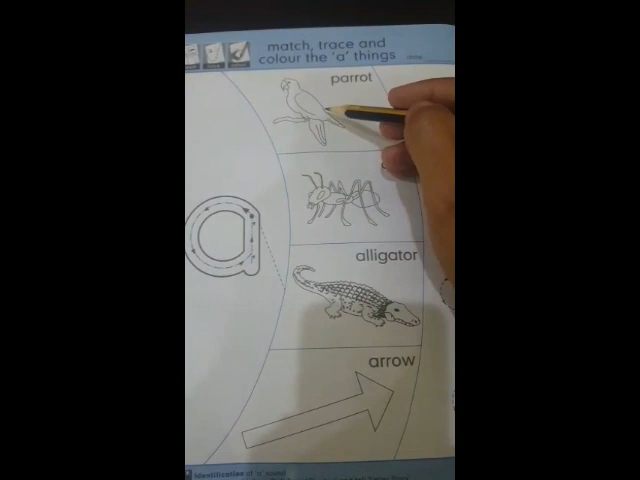 match, trace and
colour the 'a' things
parrot
a
alligator
arrow
Identification of 'a' sound